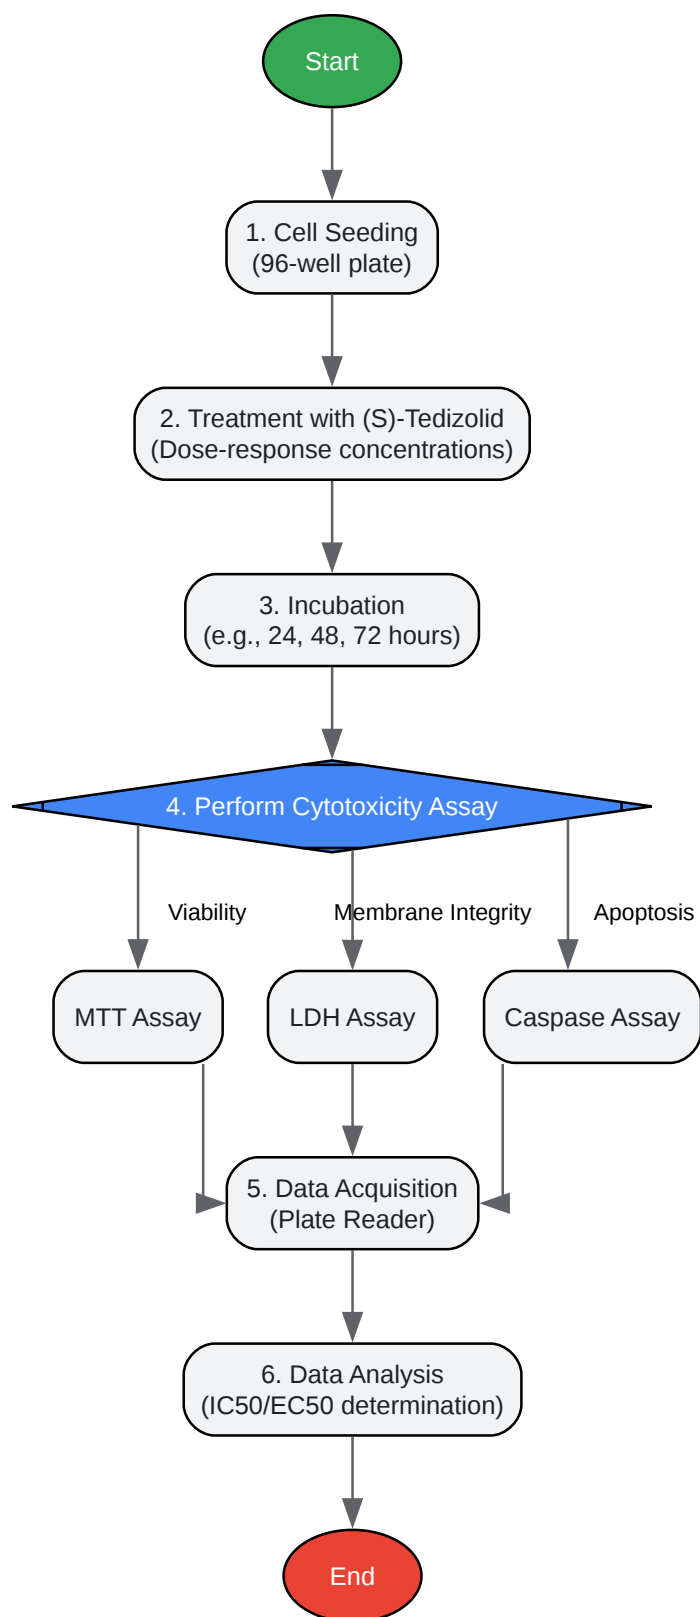 Start
1. Cell Seeding
(96-well plate)
2. Treatment with (S)-Tedizolid
(Dose-response concentrations)
3. Incubation
(e.g., 24, 48, 72 hours)
4. Perform Cytotoxicity Assay
Viability
Membrane Integrity
Apoptosis
MTT Assay
LDH Assay
Caspase Assay
5. Data Acquisition
(Plate Reader)
6. Data Analysis
(IC50/EC50 determination)
End